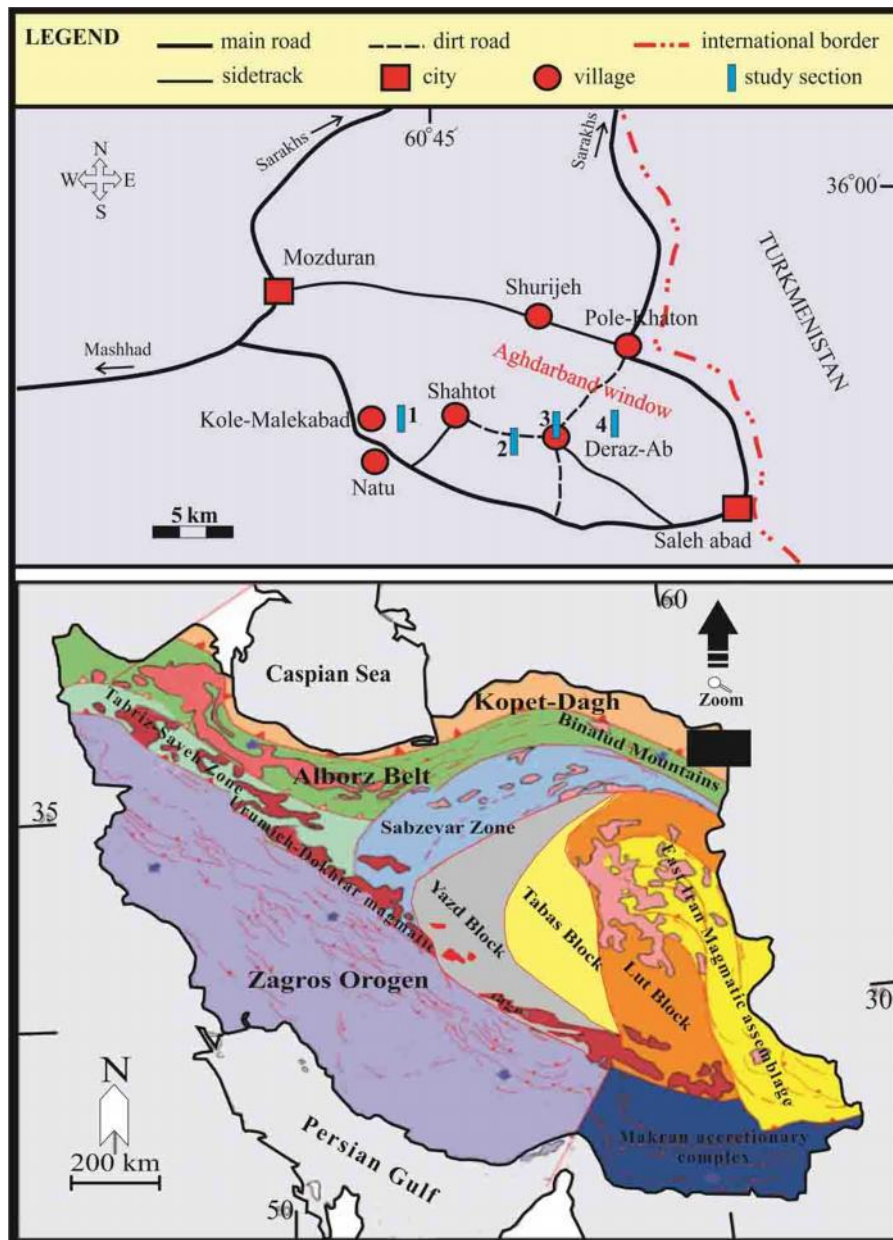 LEGEND
main road
dirt road
international border
sidetrack
city
village
study section
60°45′
Sarakhs
Sarakhs
36°00′
N
W E
S
Mozduran
Shurijeh
Pole-Khaton
TURKMENISTAN
Mashhad
Aghdarband window
Shahtot
Kole-Malekabad
1
2
3
4
Deraz-Ab
Natu
5 km
Saleh abad
60
Caspian Sea
Zoom
Kopet-Dagh
Binalud Mountains
Tabriz-Saveh Zone
Alborz Belt
35
Urumieh-Dokhtar magmatic
Sabzevar Zone
Yazd Block
Tabas Block
East Iran Magmatic assemblage
Lut Block
Zagros Orogen
30
N
200 km
Persian Gulf
Makran accretionary
complex
50